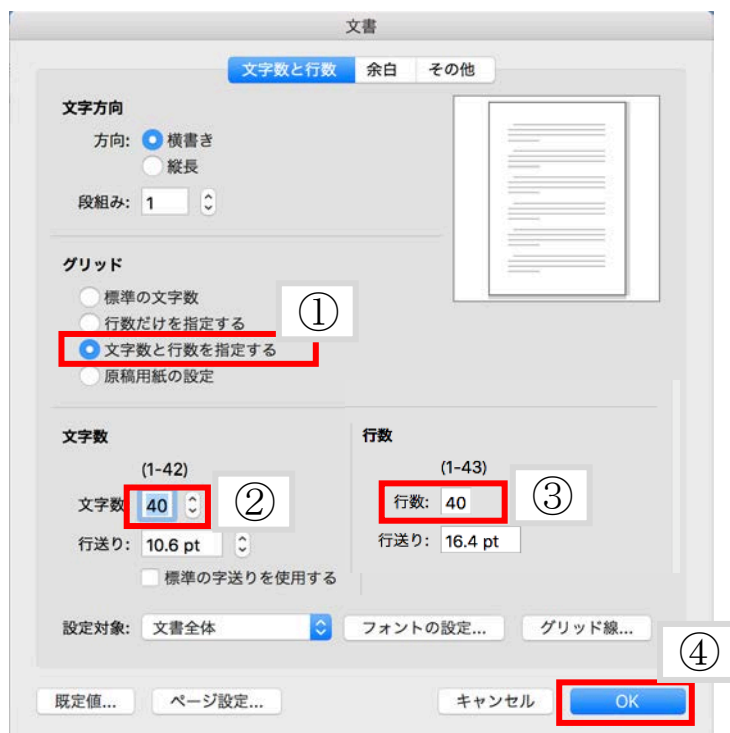 文書
文字数と行数 余白 その他
文字方向
方向: 横書き
縦長
段組み: 1
グリッド
標準の文字数
①
行数だけを指定する
文字数と行数を指定する
原稿用紙の設定
文字数 行数
(1-42) (1-43)
文字数 40 ② 行数: 40 ③
行送り: 10.6 pt 行送り: 16.4 pt
標準の字送りを使用する
設定対象: 文書全体 フォントの設定... グリッド線...
④
既定値... ページ設定... キャンセル OK